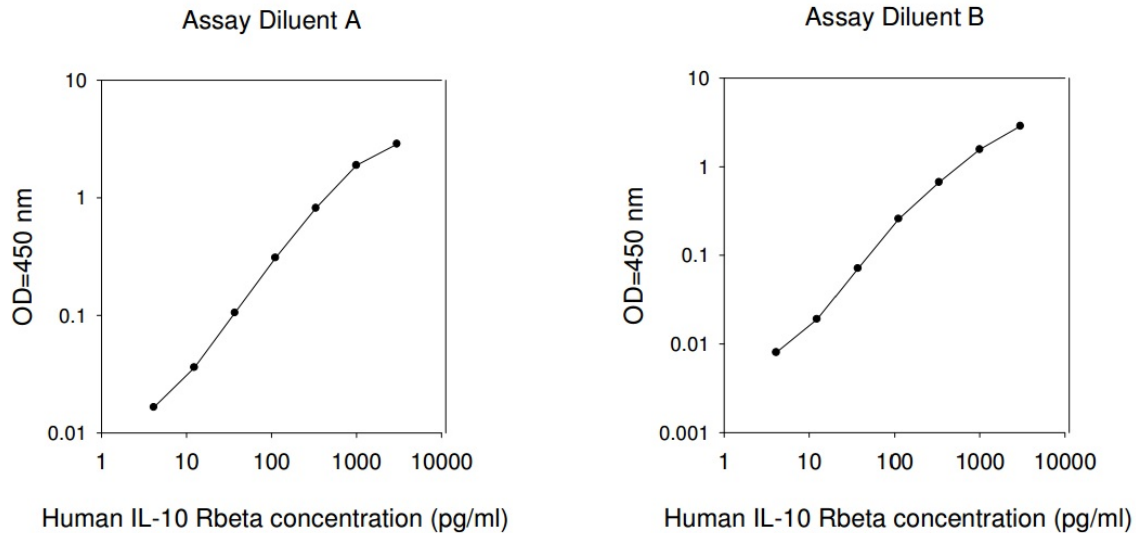 Assay Diluent A
10
1
0.1
0.01
OD=450 nm
1 10 100 1000 10000
Human IL-10 Rbeta concentration (pg/ml)
Assay Diluent B
10
1
0.1
0.01
0.001
OD=450 nm
1 10 100 1000 10000
Human IL-10 Rbeta concentration (pg/ml)